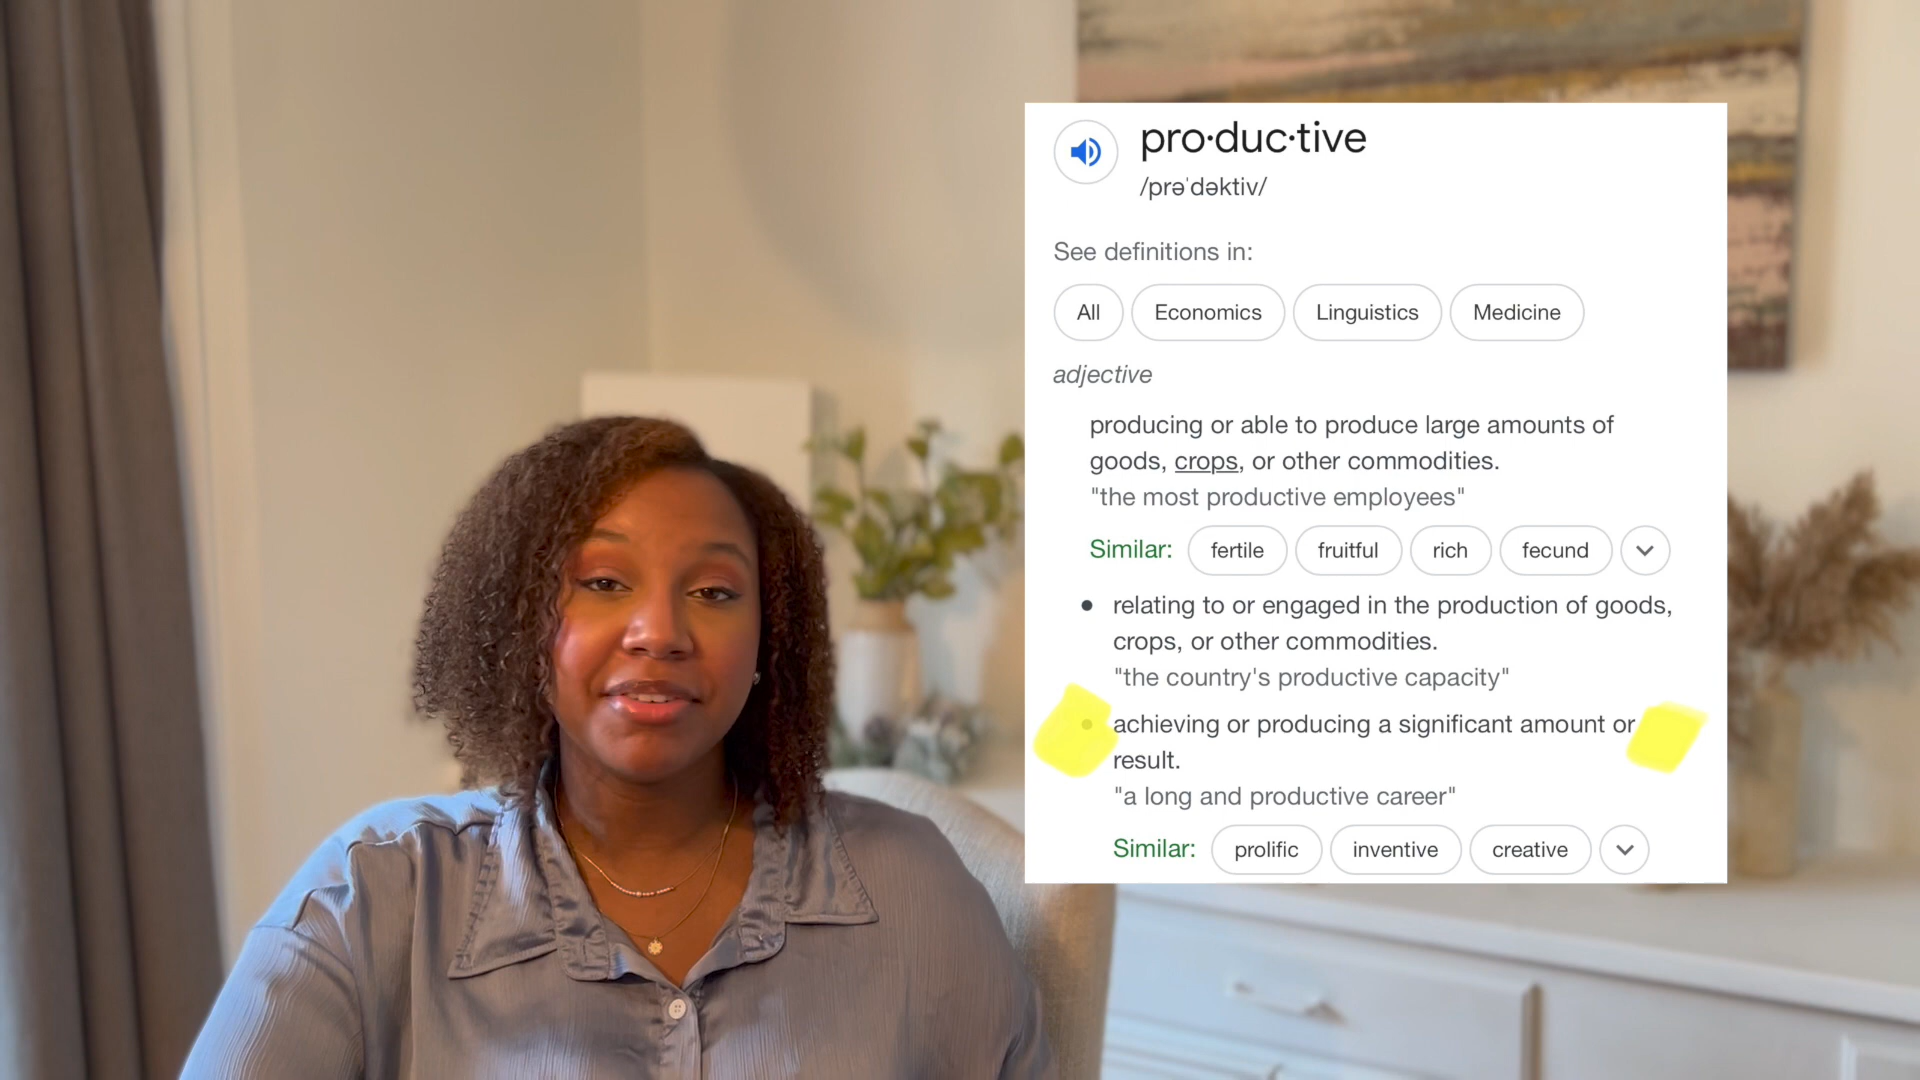 pro·duc·tive
/prəˈdəktiv/
See definitions in:
All Economics Linguistics Medicine
adjective
producing or able to produce large amounts of
goods, crops, or other commodities.
"the most productive employees"
Similar: fertile fruitful rich fecund
relating to or engaged in the production of goods,
crops, or other commodities.
"the country's productive capacity"
achieving or producing a significant amount or
result.
"a long and productive career"
Similar: prolific inventive creative